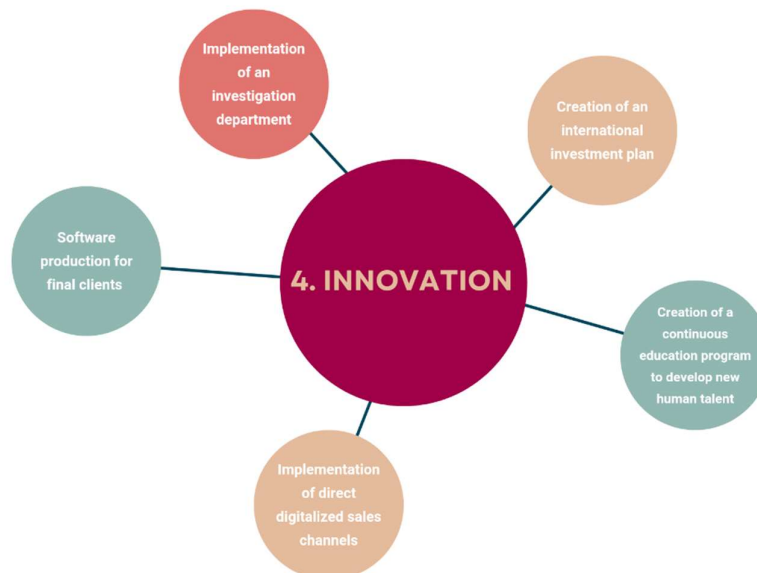 Implementation
of an
investigation
department
Creation of an
international
investment plan
Software
production for
final clients
4. INNOVATION
Creation of a
continuous
education program
to develop new
human talent
Implementation
of direct
digitalized sales
channels